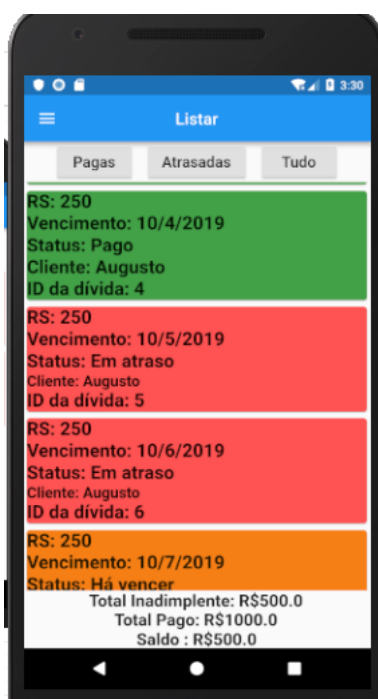 3:30
Listar
Pagas Atrasadas Tudo
RS: 250
Vencimento: 10/4/2019
Status: Pago
Cliente: Augusto
ID da dívida: 4
RS: 250
Vencimento: 10/5/2019
Status: Em atraso
Cliente: Augusto
ID da dívida: 5
RS: 250
Vencimento: 10/6/2019
Status: Em atraso
Cliente: Augusto
ID da dívida: 6
RS: 250
Vencimento: 10/7/2019
Status: Há vencer
Total Inadimplente: R$500.0
Total Pago: R$1000.0
Saldo : R$500.0